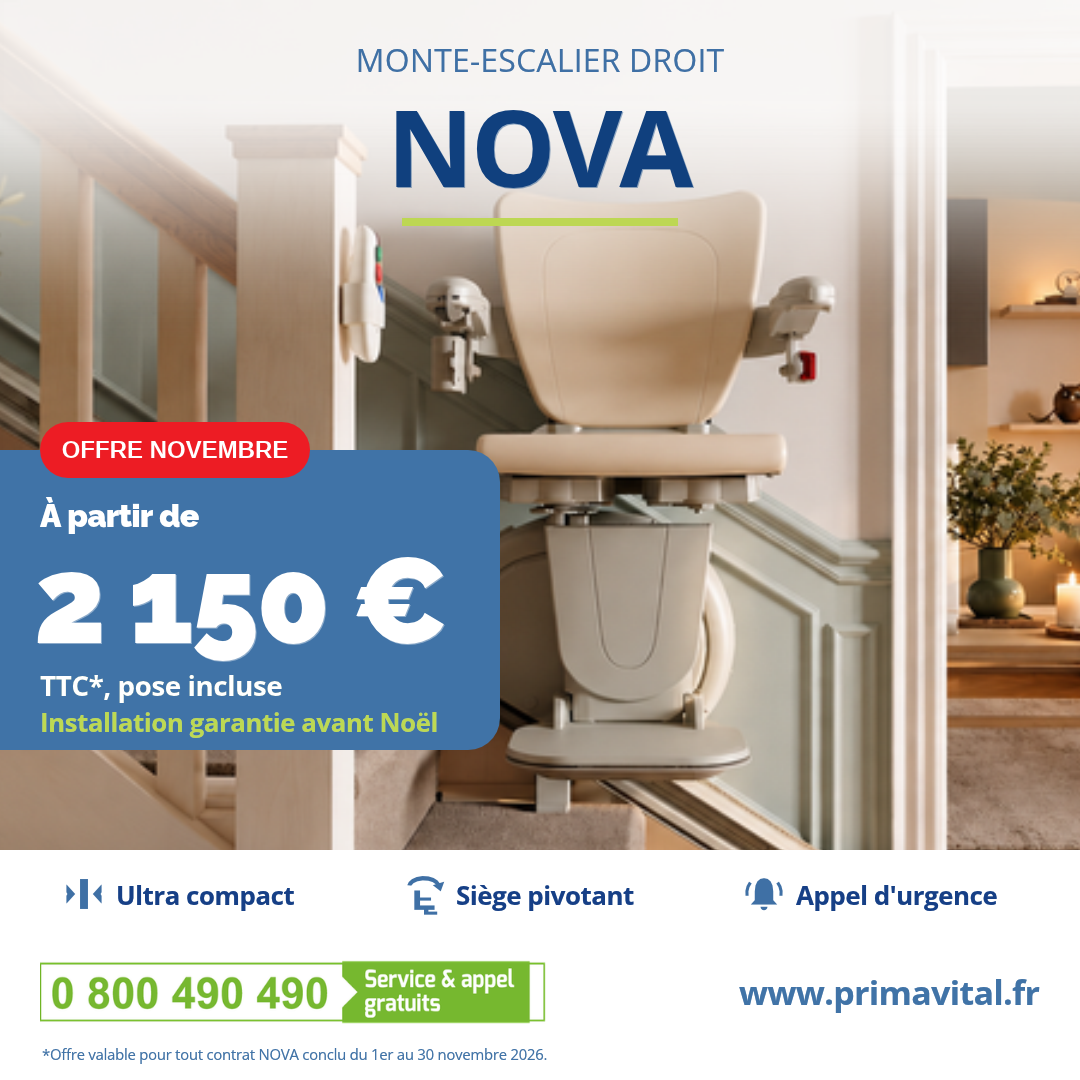 MONTE-ESCALIER DROIT
NOVA
OFFRE NOVEMBRE
À partir de
2 150 €
TTC*, pose incluse
Installation garantie avant Noël
Ultra compact
Siège pivotant
Appel d'urgence
0 800 490 490
Service & appel
gratuits
www.primavital.fr
*Offre valable pour tout contrat NOVA conclu du 1er au 30 novembre 2026.